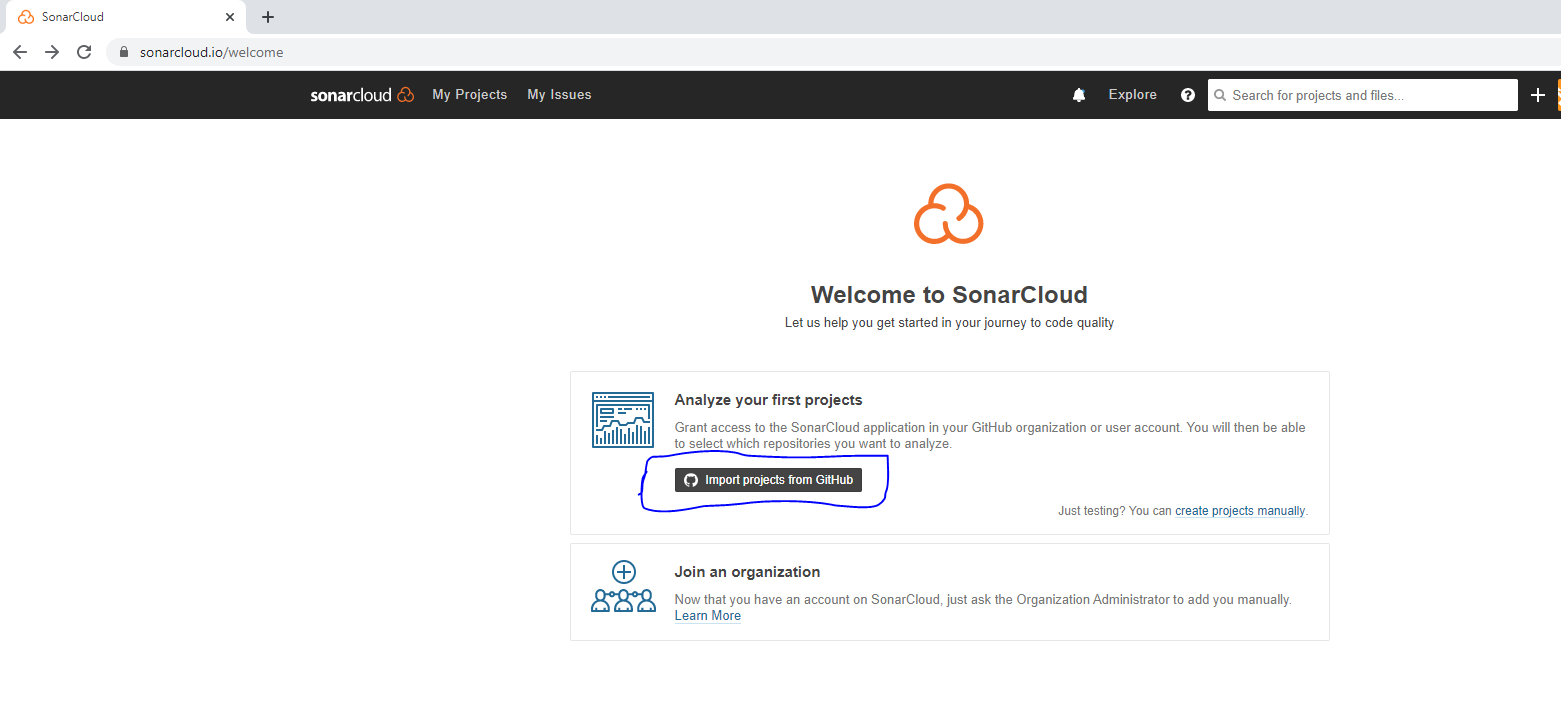 SonarCloud
sonarcloud.io/welcome
sonarcloud My Projects My Issues Explore Search for projects and files...
Welcome to SonarCloud
Let us help you get started in your journey to code quality
Analyze your first projects
Grant access to the SonarCloud application in your GitHub organization or user account. You will then be able
to select which repositories you want to analyze.
Import projects from GitHub
Just testing? You can create projects manually.
Join an organization
Now that you have an account on SonarCloud, just ask the Organization Administrator to add you manually.
Learn More